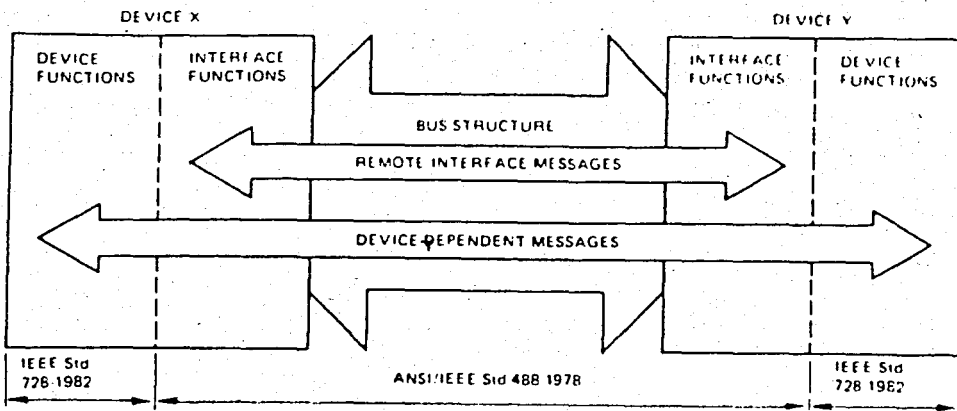 DEVICE X
DEVICE Y
DEVICE
FUNCTIONS
INTERFACE
FUNCTIONS
INTERFACE
FUNCTIONS
DEVICE
FUNCTIONS
BUS STRUCTURE
REMOTE INTERFACE MESSAGES
DEVICE-DEPENDENT MESSAGES
IEEE Std
728-1982
ANSI/IEEE Std 488-1978
IEEE Std
728-1982